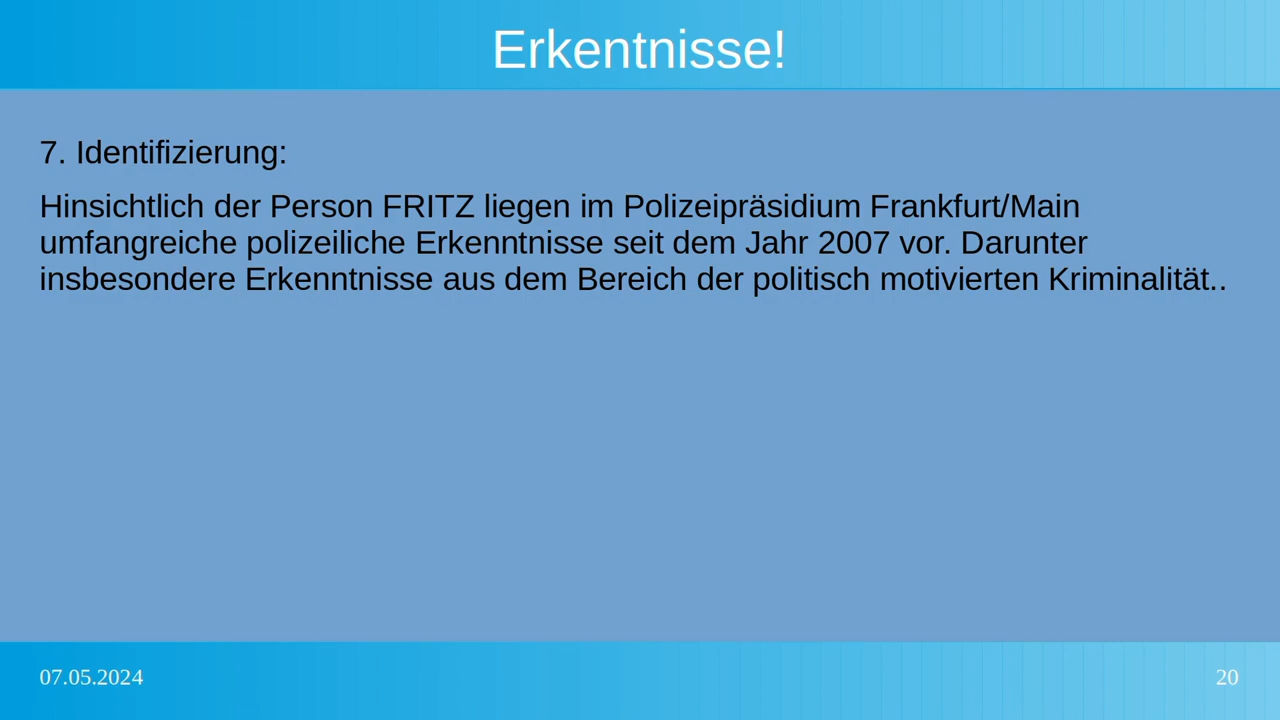 Erkentnisse!
7. Identifizierung:
Hinsichtlich der Person FRITZ liegen im Polizeipräsidium Frankfurt/Main
umfangreiche polizeiliche Erkenntnisse seit dem Jahr 2007 vor. Darunter
insbesondere Erkenntnisse aus dem Bereich der politisch motivierten Kriminalität..
07.05.2024
20